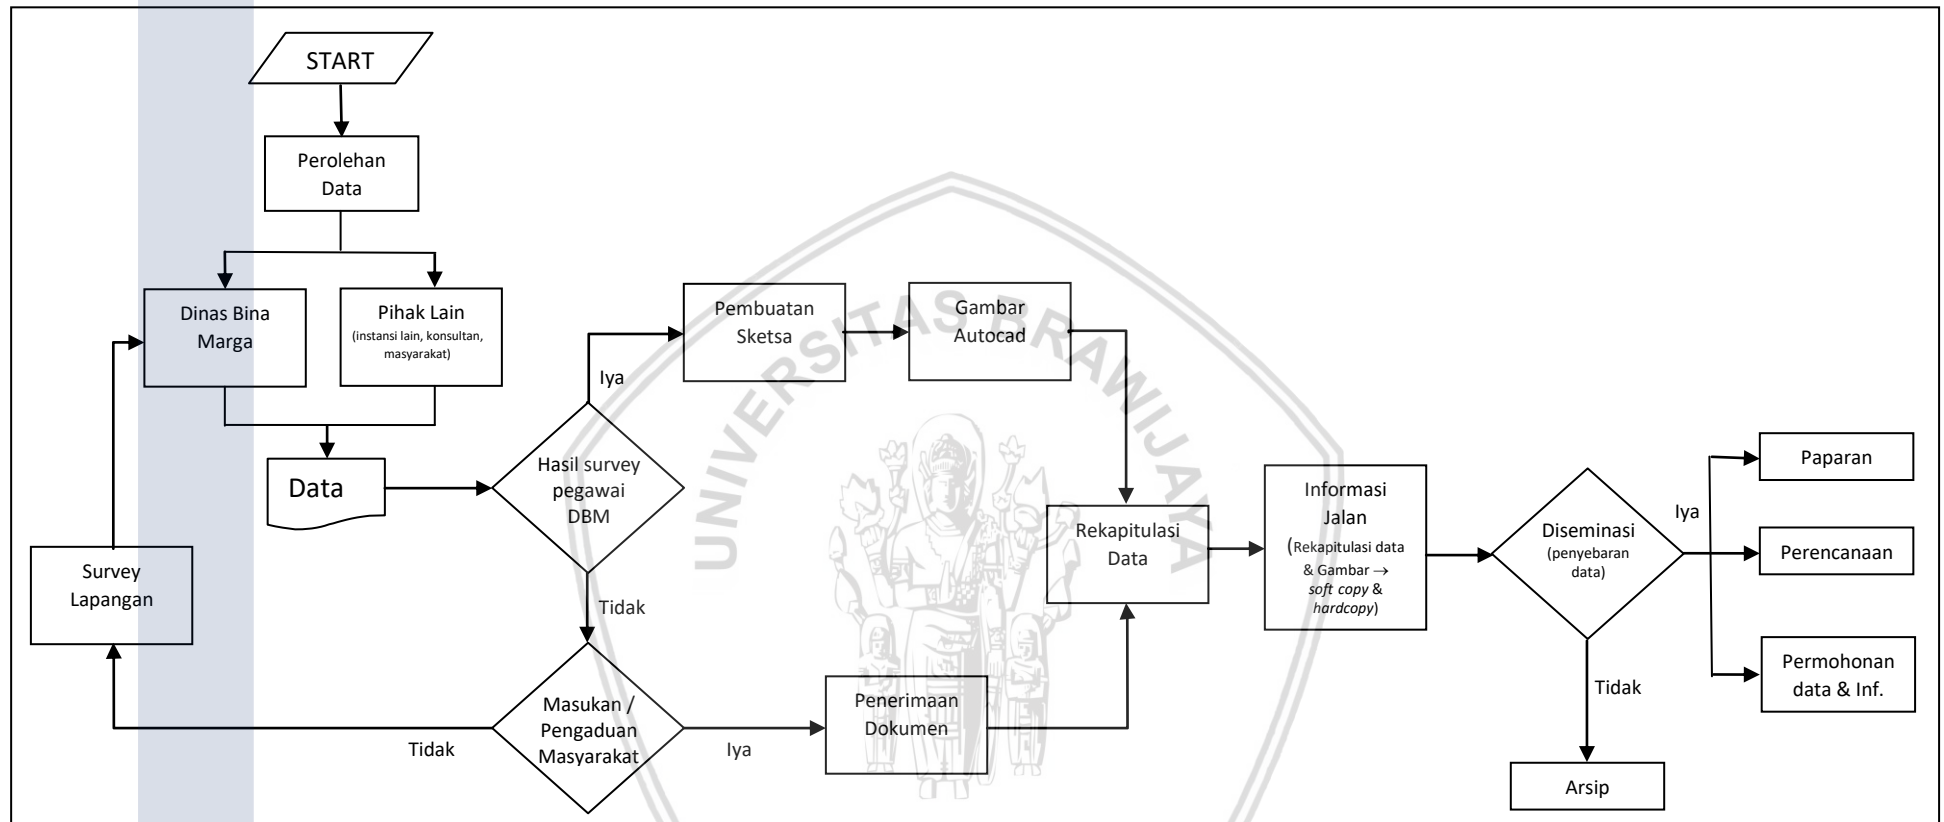 START
Perolehan
Data
Dinas Bina
Marga
Pihak Lain
(instansi lain, konsultan,
masyarakat)
Data
Survey
Lapangan
Hasil survey
pegawai
DBM
Iya
Tidak
Pembuatan
Sketsa
Gambar
Autocad
Masukan /
Pengaduan
Masyarakat
Tidak
Iya
Penerimaan
Dokumen
Rekapitulasi
Data
Informasi
Jalan
(Rekapitulasi data
& Gambar →
soft copy &
hardcopy)
Diseminasi
(penyebaran
data)
Iya
Tidak
Paparan
Perencanaan
Permohonan
data & Inf.
Arsip
UNIVERSITAS BRAWIJAYA